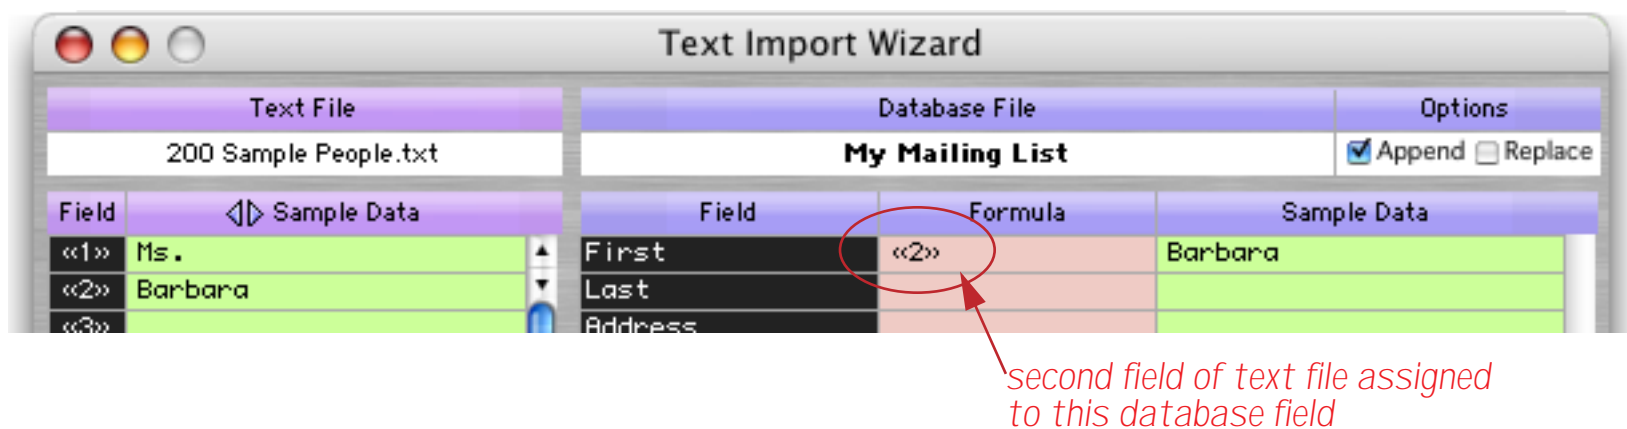 Text Import Wizard
Text File
Database File
Options
200 Sample People.txt
My Mailing List
Append
Replace
Field
Sample Data
Field
Formula
Sample Data
«1»
Ms.
First
«2»
Barbara
«2»
Barbara
Last
«3»
Address
second field of text file assigned
to this database field